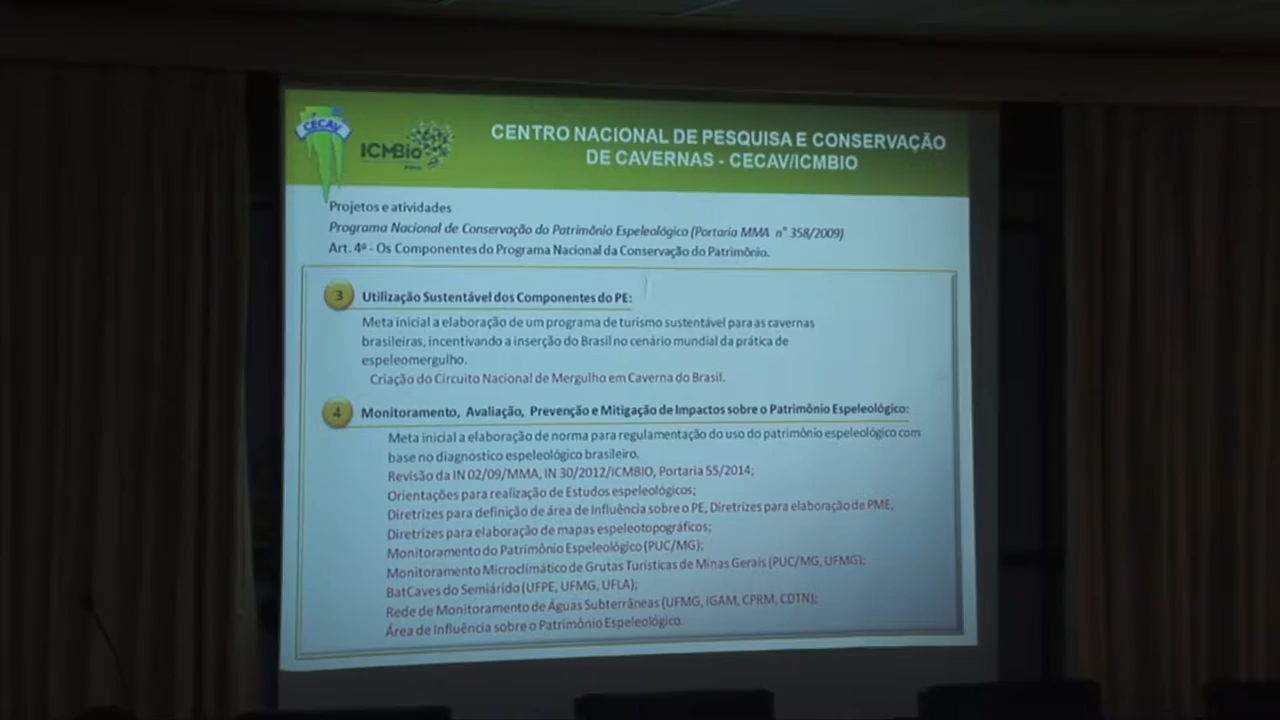 CECAV
ICMBio
CENTRO NACIONAL DE PESQUISA E CONSERVAÇÃO
DE CAVERNAS - CECAV/ICMBIO
Projetos e atividades
Programa Nacional de Conservação do Patrimônio Espeleológico (Portaria MMA n° 358/2009)
Art. 4º - Os Componentes do Programa Nacional da Conservação do Patrimônio.
3 Utilização Sustentável dos Componentes do PE:
Meta inicial a elaboração de um programa de turismo sustentável para as cavernas
brasileiras, incentivando a inserção do Brasil no cenário mundial da prática de
espeleomergulho.
Criação do Circuito Nacional de Mergulho em Caverna do Brasil.
4 Monitoramento, Avaliação, Prevenção e Mitigação de Impactos sobre o Patrimônio Espeleológico:
Meta inicial a elaboração de norma para regulamentação do uso do patrimônio espeleológico com
base no diagnostico espeleológico brasileiro.
Revisão da IN 02/09/MMA, IN 30/2012/ICMBIO, Portaria 55/2014;
Orientações para realização de Estudos espeleológicos;
Diretrizes para definição de área de Influência sobre o PE, Diretrizes para elaboração de PME,
Diretrizes para elaboração de mapas espeleotopográficos;
Monitoramento do Patrimônio Espeleológico (PUC/MG);
Monitoramento Microclimático de Grutas Turísticas de Minas Gerais (PUC/MG, UFMG);
BatCaves do Semiárido (UFPE, UFMG, UFLA);
Rede de Monitoramento de Águas Subterrâneas (UFMG, IGAM, CPRM, CDTN);
Área de Influência sobre o Patrimônio Espeleológico.